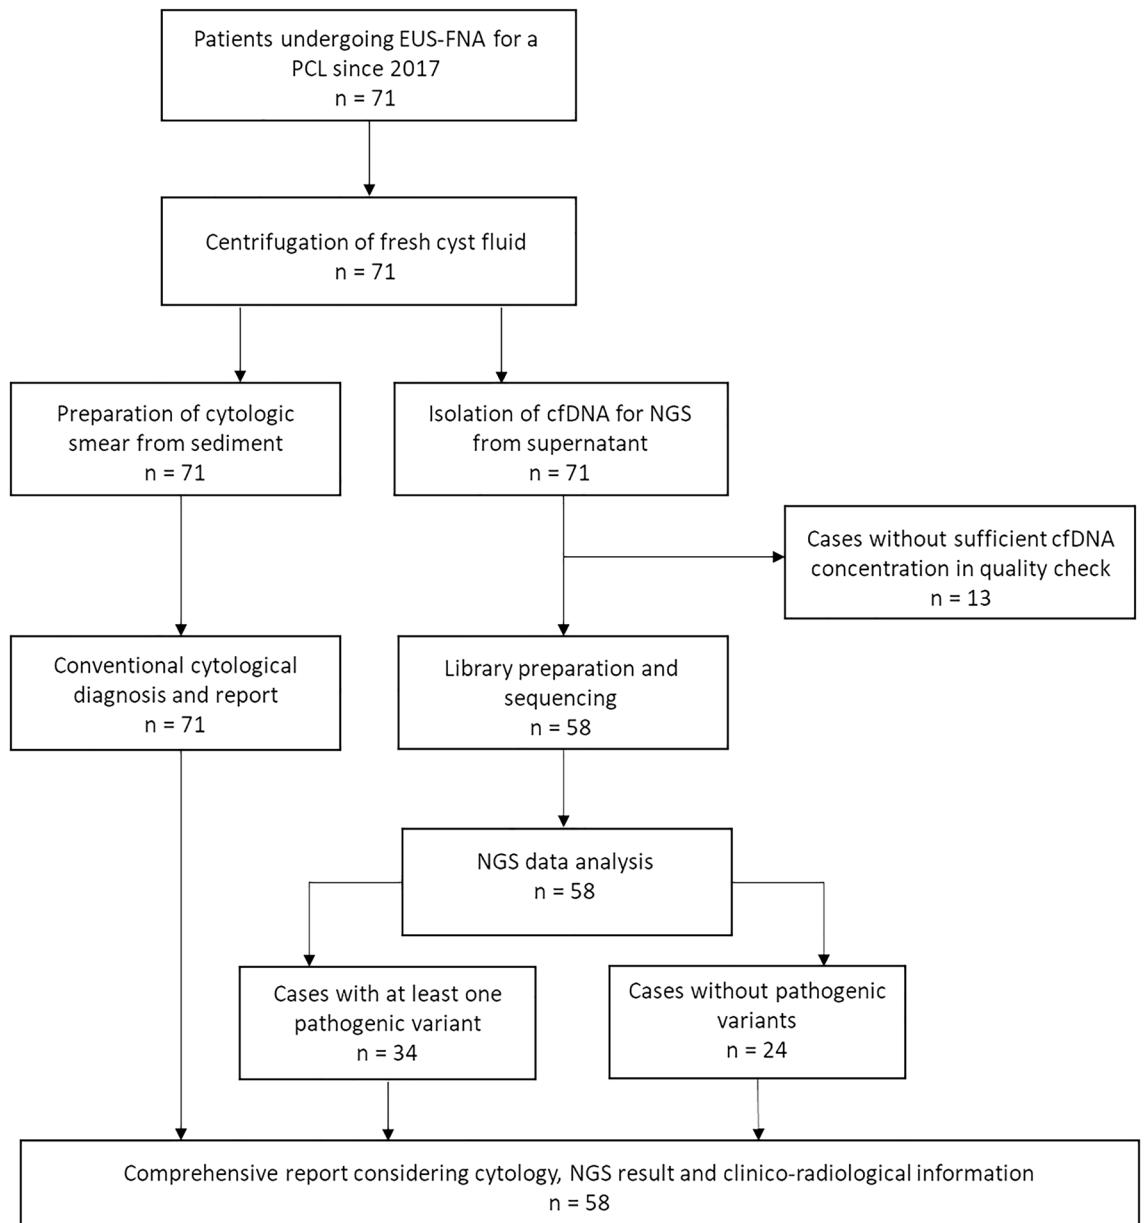 Patients undergoing EUS-FNA for a
PCL since 2017
n = 71
Centrifugation of fresh cyst fluid
n = 71
Preparation of cytologic
smear from sediment
n = 71
Isolation of cfDNA for NGS
from supernatant
n = 71
Cases without sufficient cfDNA
concentration in quality check
n = 13
Conventional cytological
diagnosis and report
n = 71
Library preparation and
sequencing
n = 58
NGS data analysis
n = 58
Cases with at least one
pathogenic variant
n = 34
Cases without pathogenic
variants
n = 24
Comprehensive report considering cytology, NGS result and clinico-radiological information
n = 58